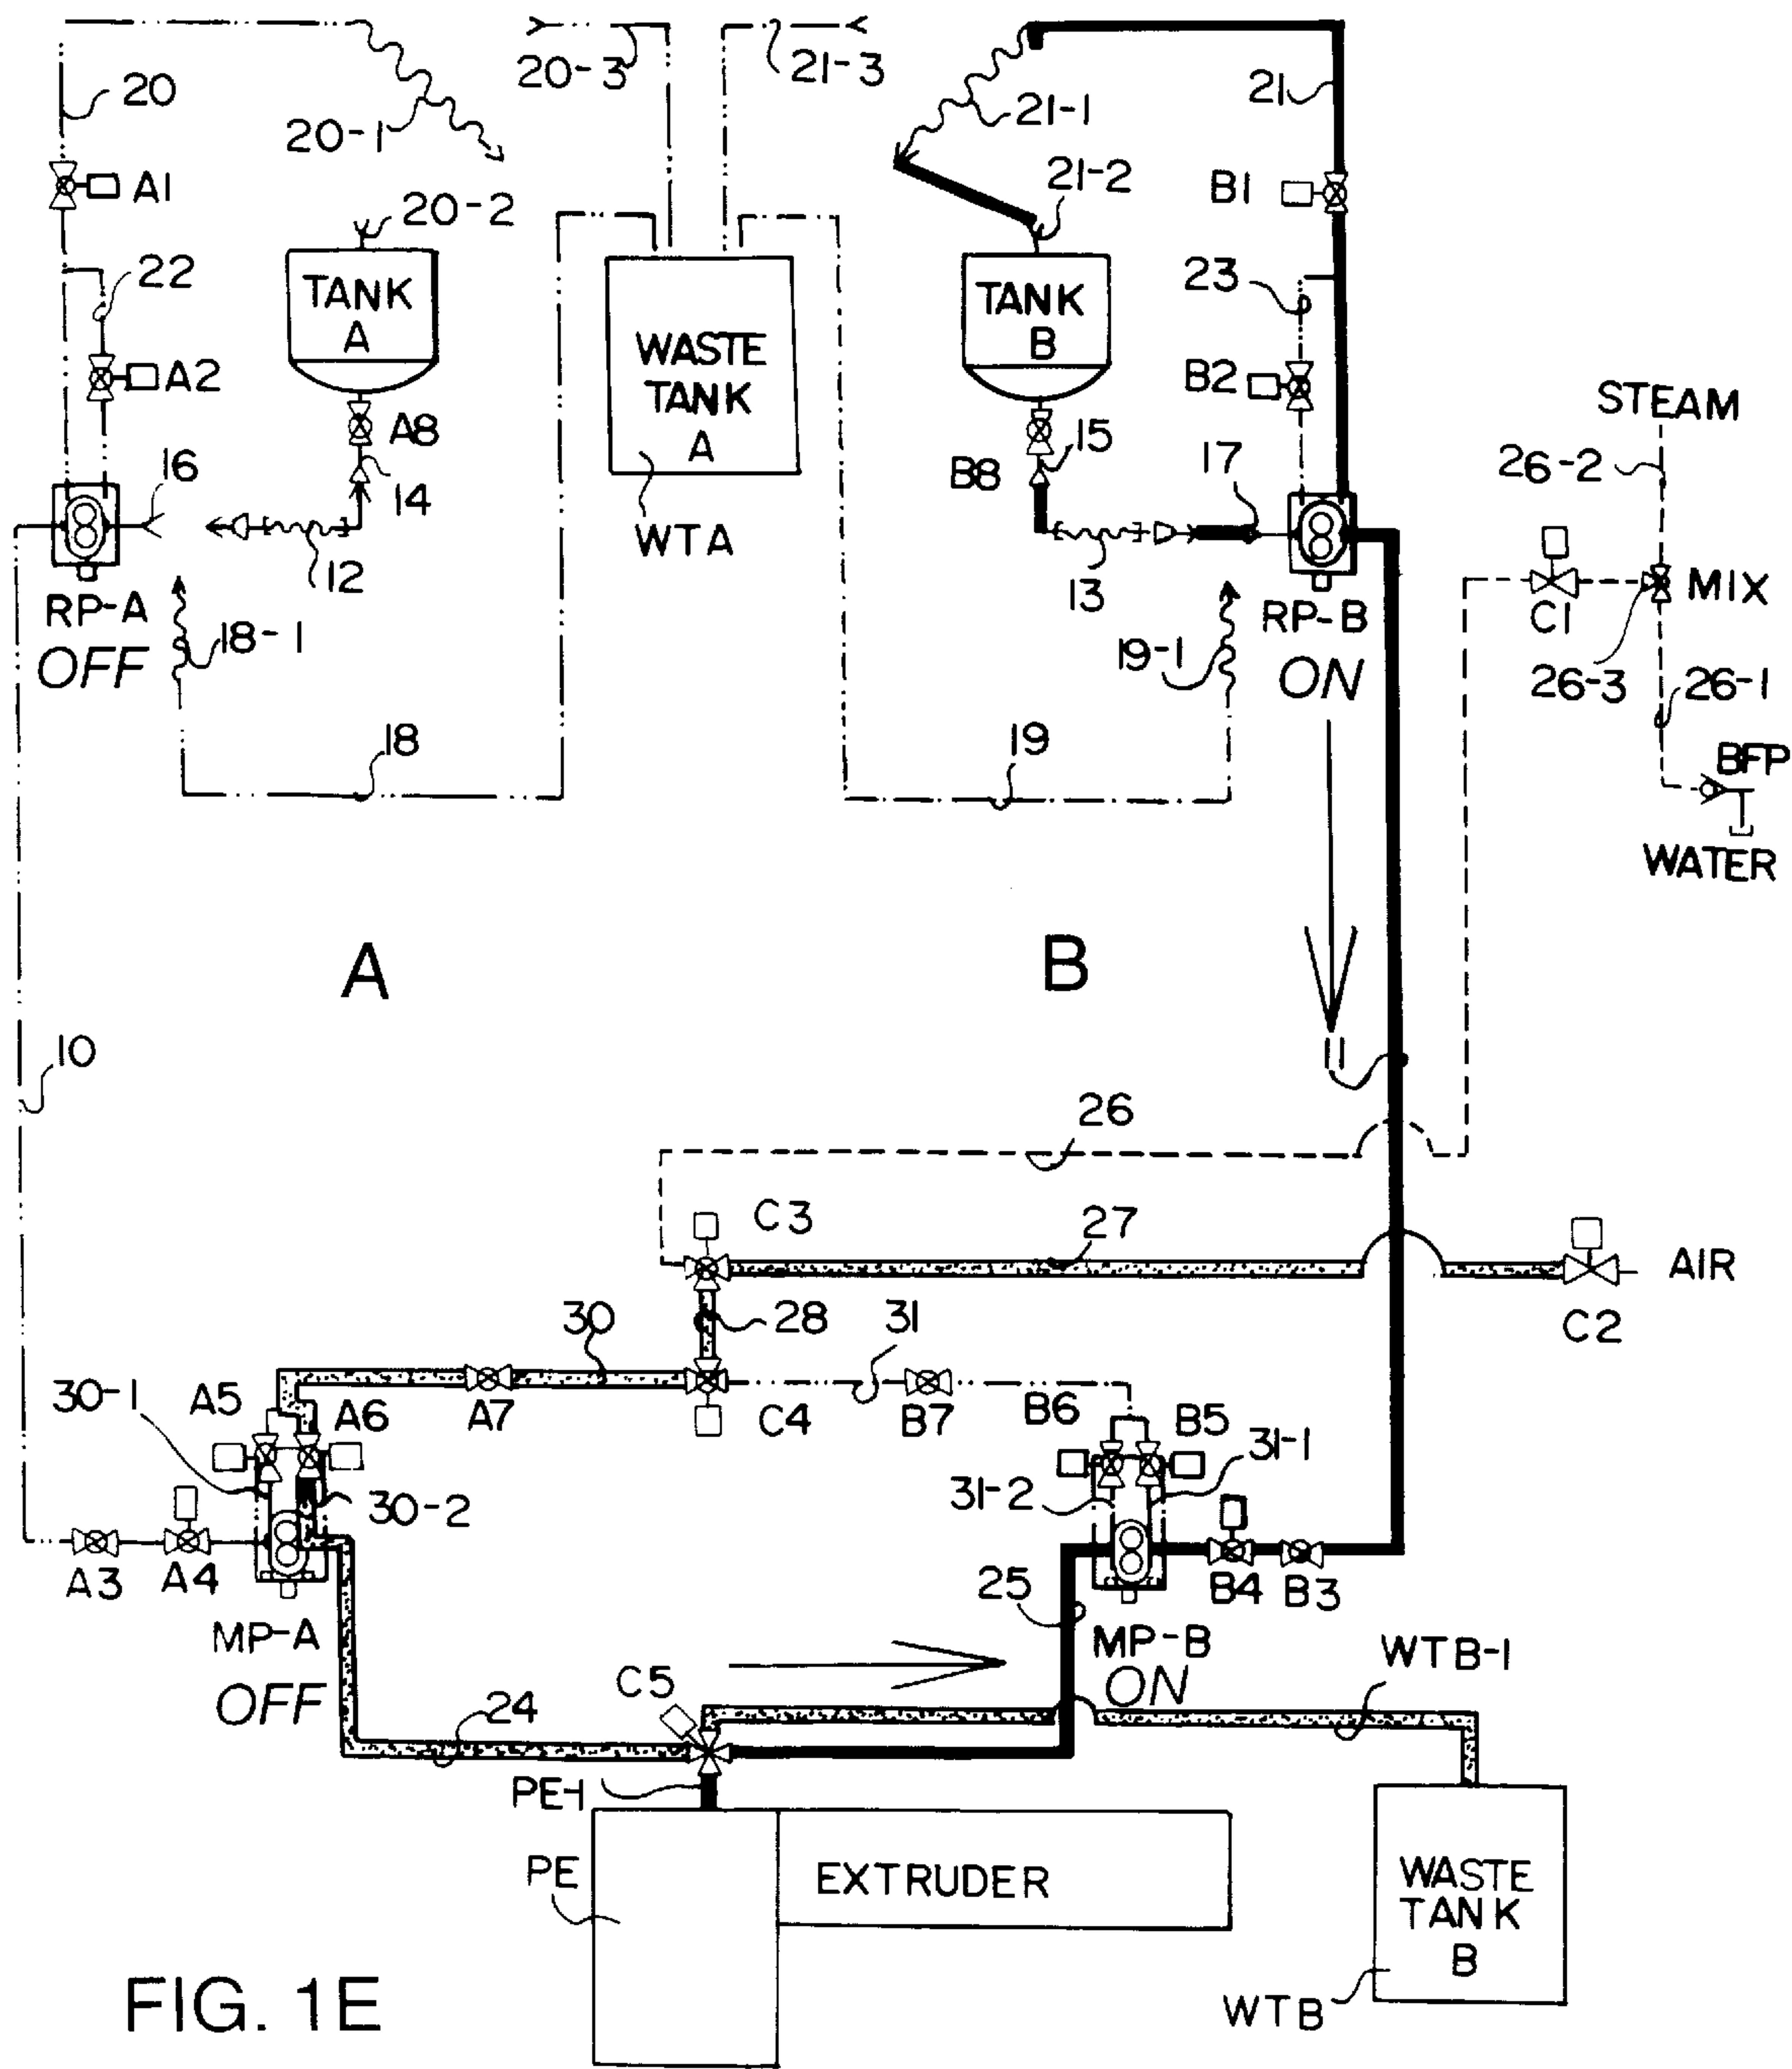 20-3
21-3
20
20-1
21-1
21
A1
20-2
21-2
B1
22
TANK
A
WASTE
TANK
A
TANK
B
23
A2
B2
STEAM
A8
15
17
26-2
16
14
B8
WTA
12
13
C1
MIX
RP-A
OFF
18-1
19-1
RP-B
ON
26-3
26-1
18
19
BFP
WATER
A
B
10
11
26
C3
27
AIR
C2
30
28
31
30-1
A5
A6
A7
C4
B7
B6
B5
31-1
30-2
31-2
A3
A4
25
B4
B3
MP-A
OFF
MP-B
ON
WTB-1
C5
24
PE-1
PE
EXTRUDER
WASTE
TANK
B
WTB
FIG. 1E